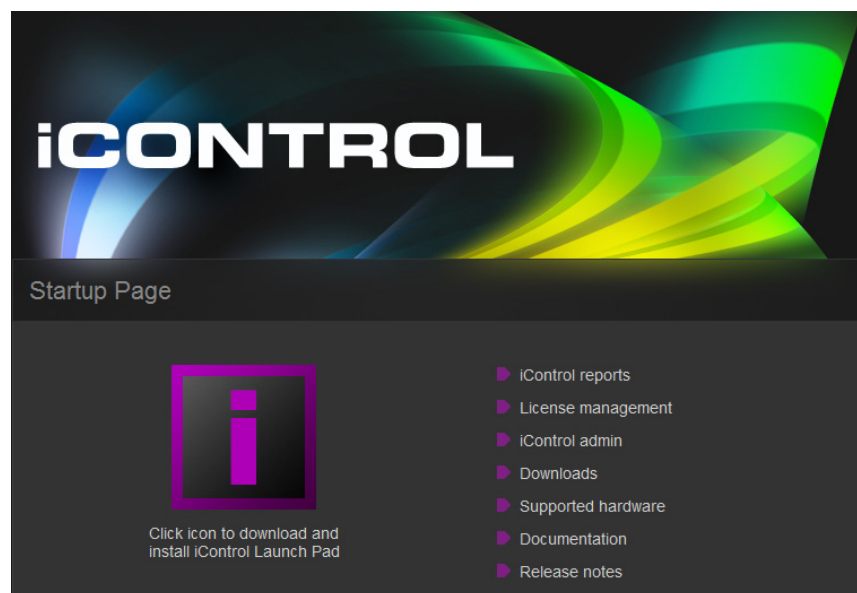 iCONTROL
Startup Page
i
Click icon to download and
install iControl Launch Pad
iControl reports
License management
iControl admin
Downloads
Supported hardware
Documentation
Release notes